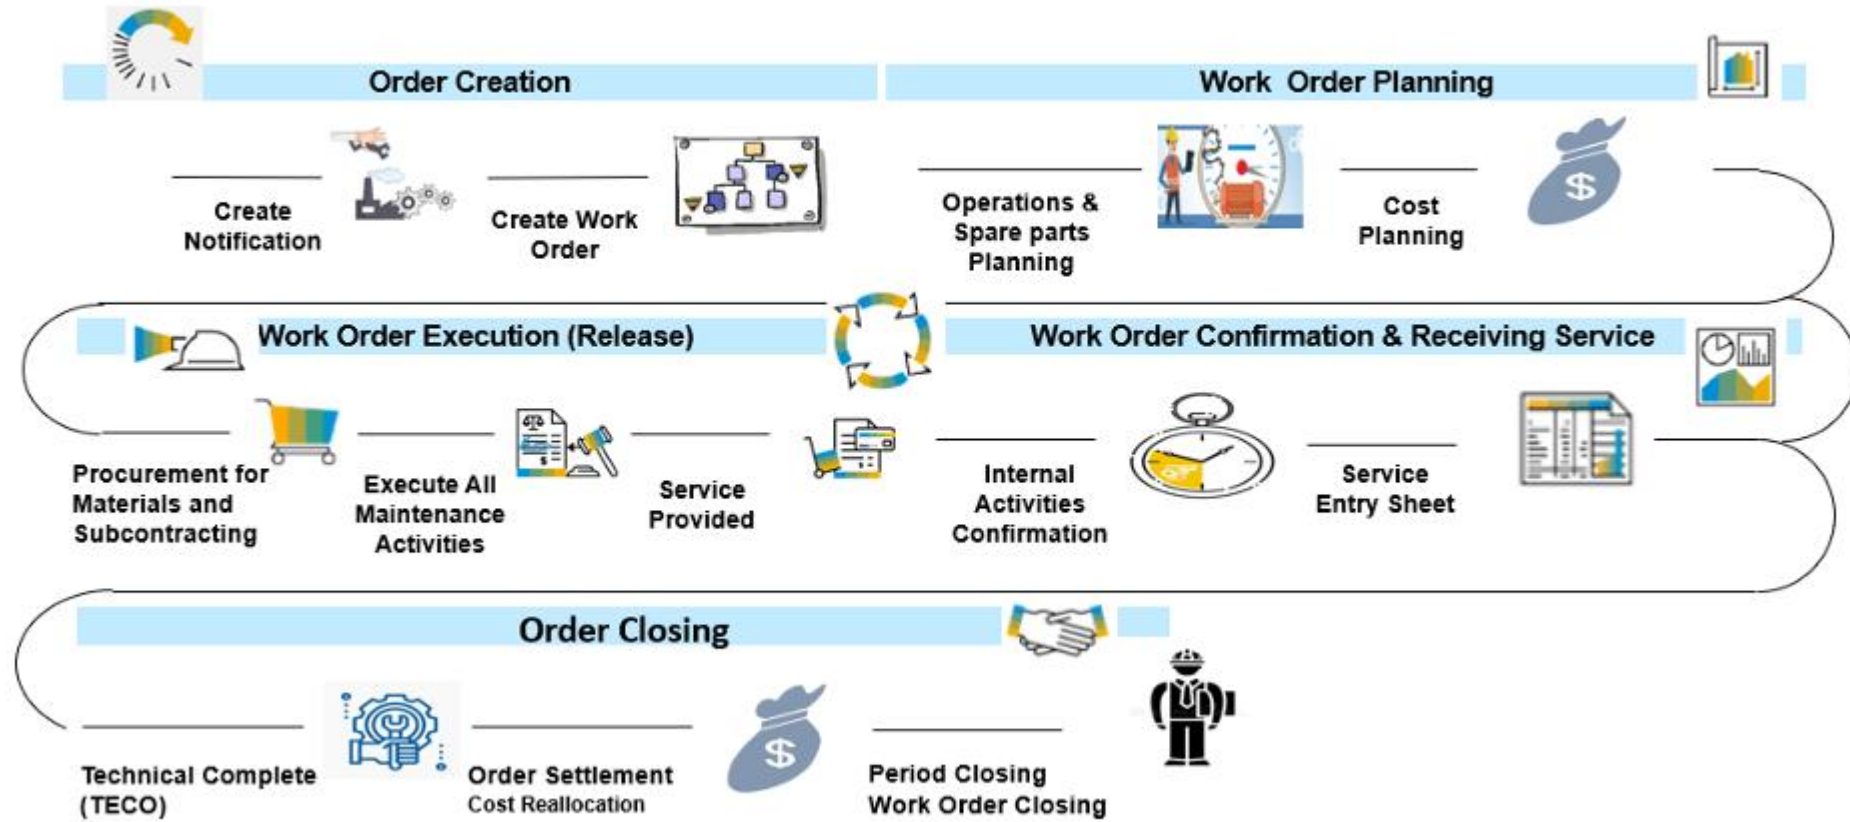 Order Creation
Work Order Planning
Create
Notification
Create Work
Order
Operations &
Spare parts
Planning
Cost
Planning
$
Work Order Execution (Release)
Work Order Confirmation & Receiving Service
Procurement for
Materials and
Subcontracting
Execute All
Maintenance
Activities
$
Service
Provided
$
Internal
Activities
Confirmation
Service
Entry Sheet
Order Closing
Technical Complete
(TECO)
Order Settlement
Cost Reallocation
$
Period Closing
Work Order Closing